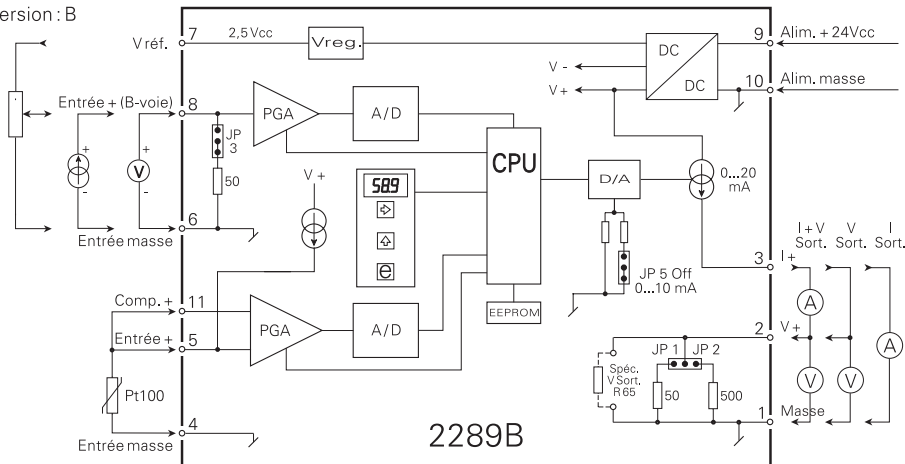 ersion : B
V réf.
7
2,5 Vcc
Vreg.
DC
DC
9
Alim. + 24Vcc
10
Alim. masse
V -
V+
Entrée + (B-voie)
8
PGA
A/D
JP
3
50
+
-
V
+
-
6
Entrée masse
V +
58.9
e
CPU
EEPROM
D/A
0...20
mA
JP 5 Off
0...10 mA
3
I+
I + V
Sort.
V
Sort.
I
Sort.
A
A
V+
V
V
2
Comp. +
11
Entrée +
5
PGA
A/D
Pt100
4
Entrée masse
Spéc.
V Sort.
R 65
JP 1
JP 2
50
500
1
Masse
2289B